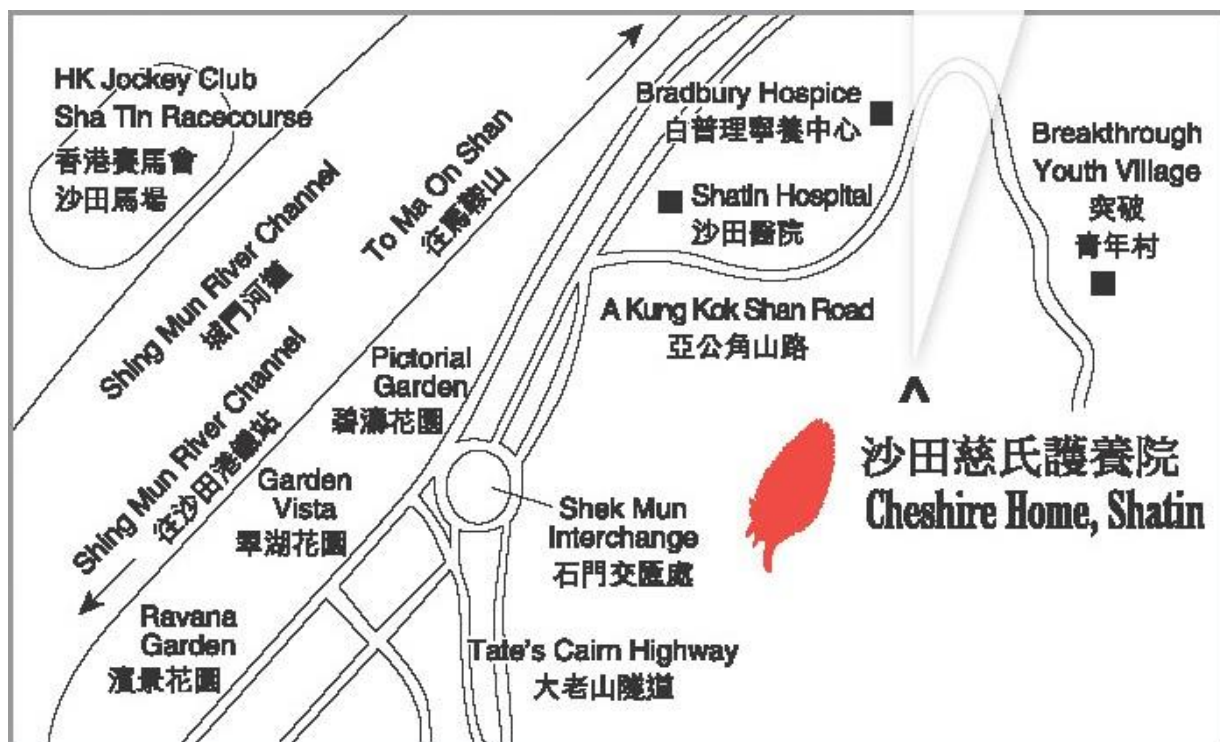 HK Jockey Club
Sha Tin Racecourse
香港賽馬會
沙田馬場
Shing Mun River Channel
城門河道
To Ma On Shan
往馬鞍山
Shing Mun River Channel
往沙田港鐵站
Bradbury Hospice
白普理寧養中心
Shatin Hospital
沙田醫院
Breakthrough
Youth Village
突破
青年村
A Kung Kok Shan Road
亞公角山路
Pictorial
Garden
碧濤花園
Garden
Vista
翠湖花園
Ravana
Garden
濱景花園
Shek Mun
Interchange
石門交匯處
Tate's Cairn Highway
大老山隧道
沙田慈氏護養院
Cheshire Home, Shatin